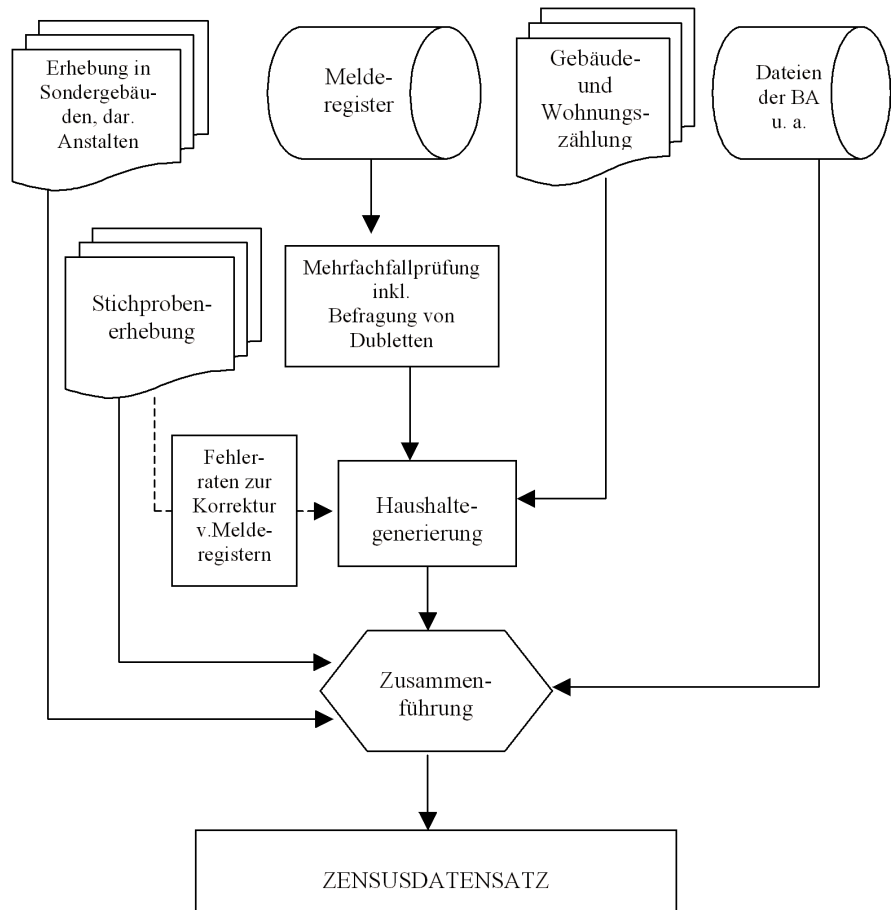 Erhebung in
Sondergebäu-
den, dar.
Anstalten
Melde-
register
Gebäude-
und
Wohnungs-
zählung
Dateien
der BA
u. a.
Stichproben-
erhebung
Mehrfachfallprüfung
inkl.
Befragung von
Dubletten
Fehler-
raten zur
Korrektur
v.Melde-
registern
Haushalte-
generierung
Zusammen-
führung
ZENSUSDATENSATZ